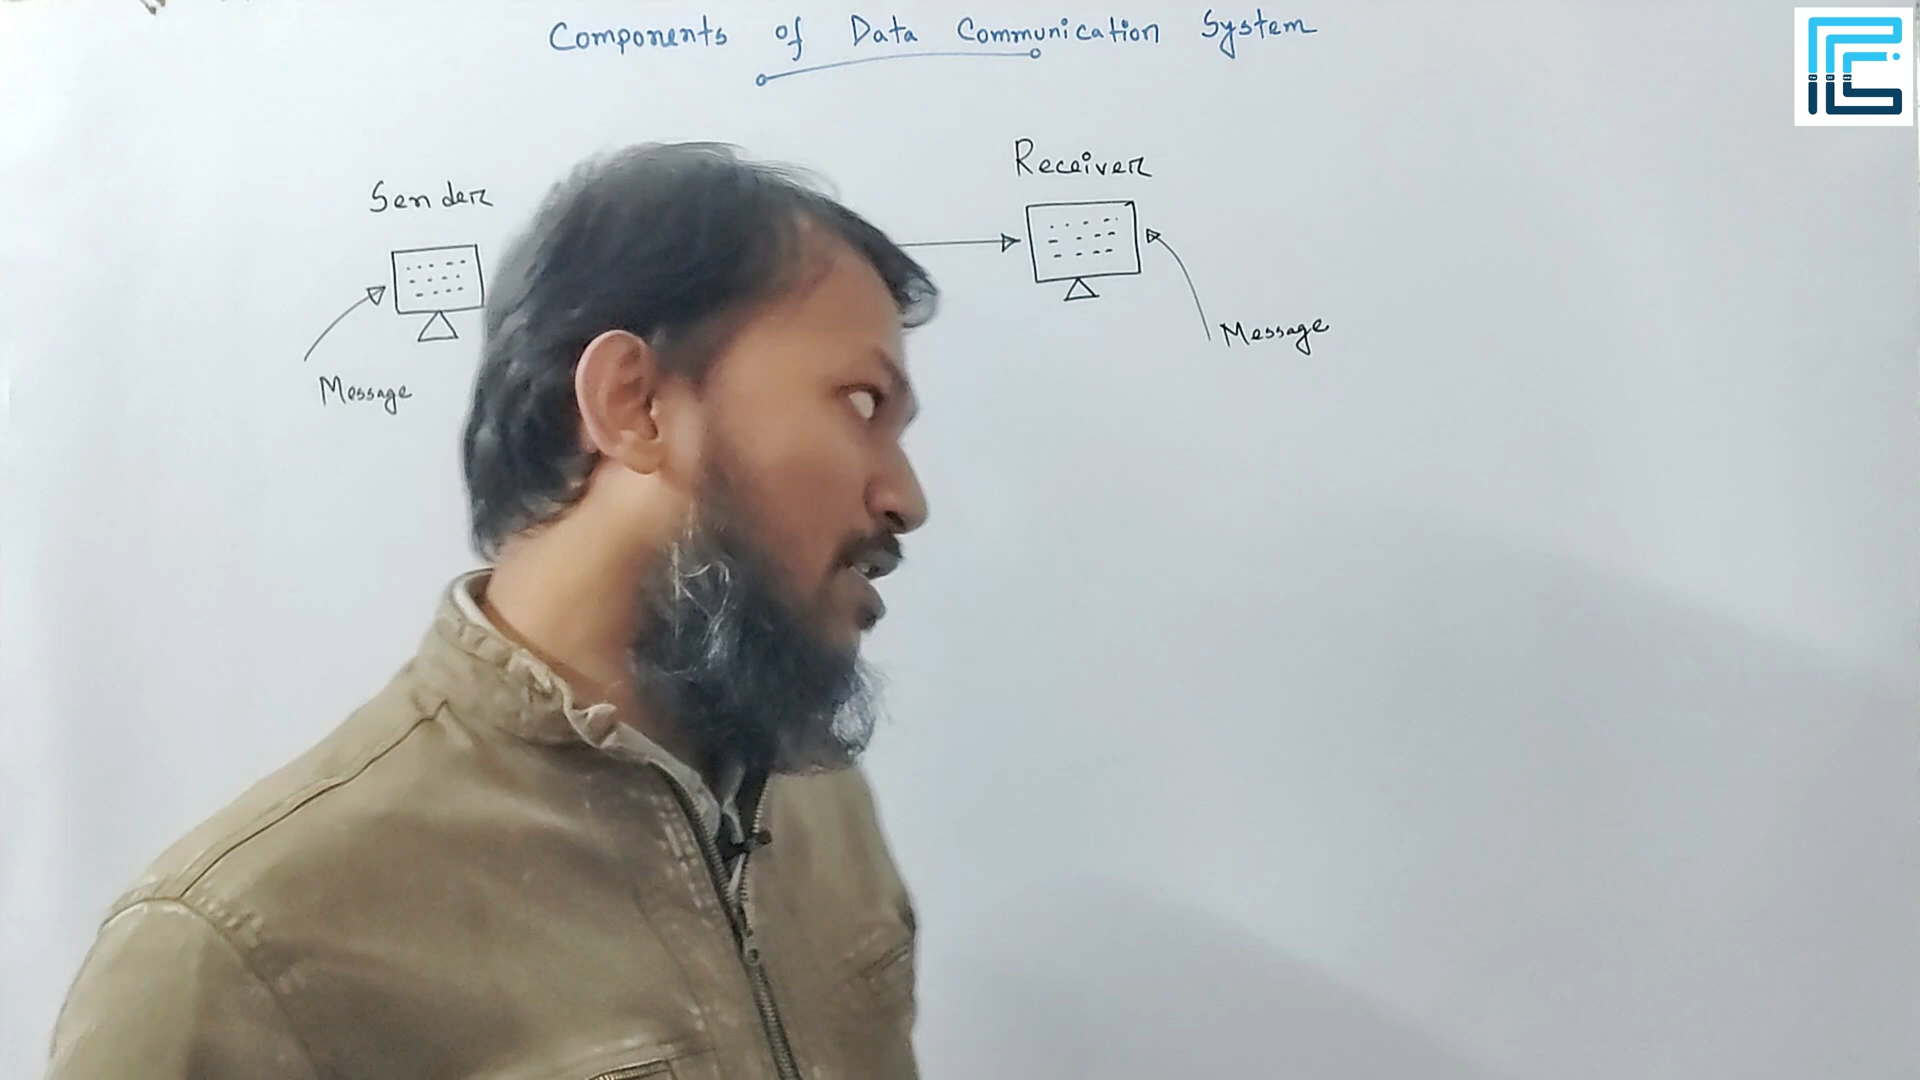 Components of Data Communication System
Sender
Receiver
Message
Message